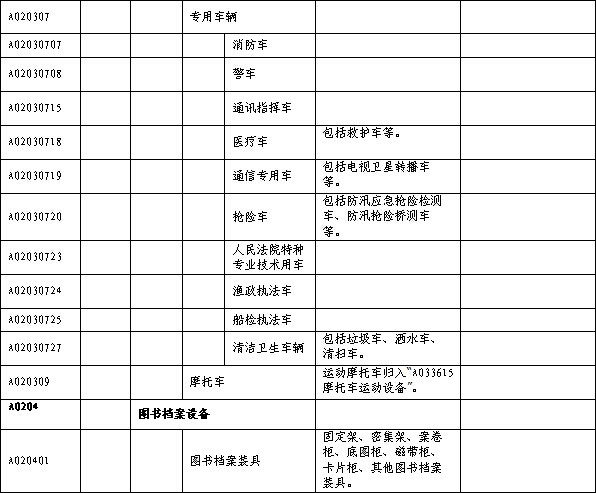 A020307 专用车辆
A02030707 消防车
A02030708 警车
A02030715 通讯指挥车
A02030718 医疗车 包括救护车等。
A02030719 通信专用车 包括电视卫星转播车
等。
A02030720 抢险车 包括防汛应急抢险检测
车、防汛抢险桥测车
等。
A02030723 人民法院特种
专业技术用车
A02030724 渔政执法车
A02030725 船检执法车
A02030727 清洁卫生车辆 包括垃圾车、洒水车、
清扫车。
A020309 摩托车 运动摩托车归入“A033615
摩托车运动设备”。
A0204 图书档案设备
A020401 图书档案装具 固定架、密集架、案卷
柜、底图柜、磁带柜、
卡片柜、其他图书档案
装具。